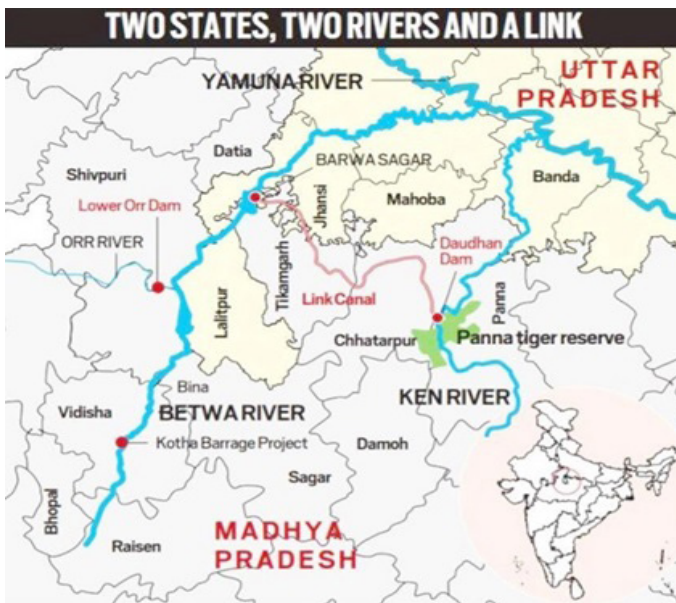 TWO STATES, TWO RIVERS AND A LINK
YAMUNA RIVER
UTTAR
PRADESH
Datia
BARWA SAGAR
Shivpuri
Banda
Jhansi
Mahoba
Lower Orr Dam
ORR RIVER
Daudhan
Dam
Tikamgarh
Link Canal
Lalitpur
Panna
Chhatarpur
Panna tiger reserve
Bina
KEN RIVER
Vidisha
BETWA RIVER
Kotha Barrage Project
Damoh
Sagar
Bhopal
MADHYA
PRADESH
Raisen